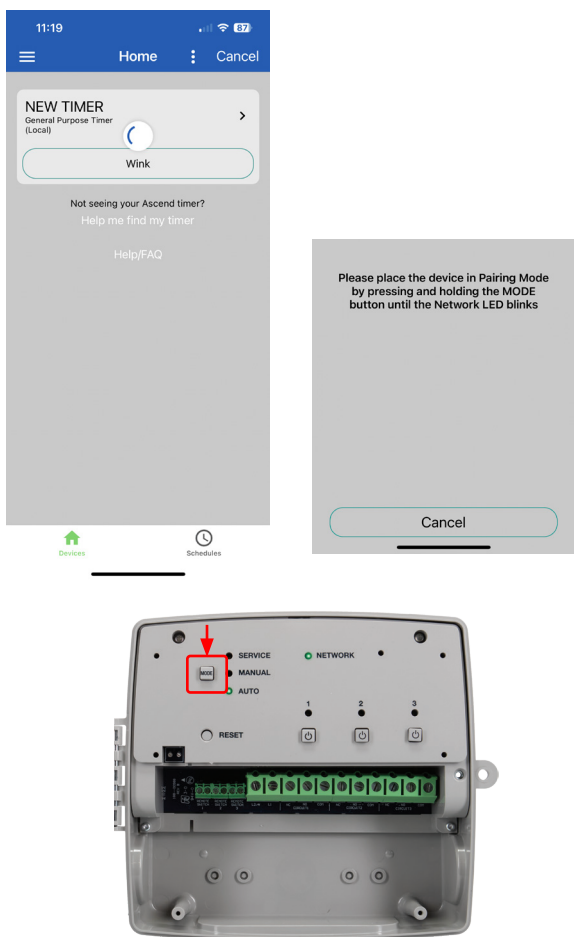 11:19
87
Home
Cancel
NEW TIMER
General Purpose Timer
(Local)
Wink
Not seeing your Ascend timer?
Help me find my timer
Help/FAQ
Devices
Schedules
Please place the device in Pairing Mode
by pressing and holding the MODE
button until the Network LED blinks
Cancel
SERVICE
NETWORK
MODE
MANUAL
AUTO
1 2 3
RESET